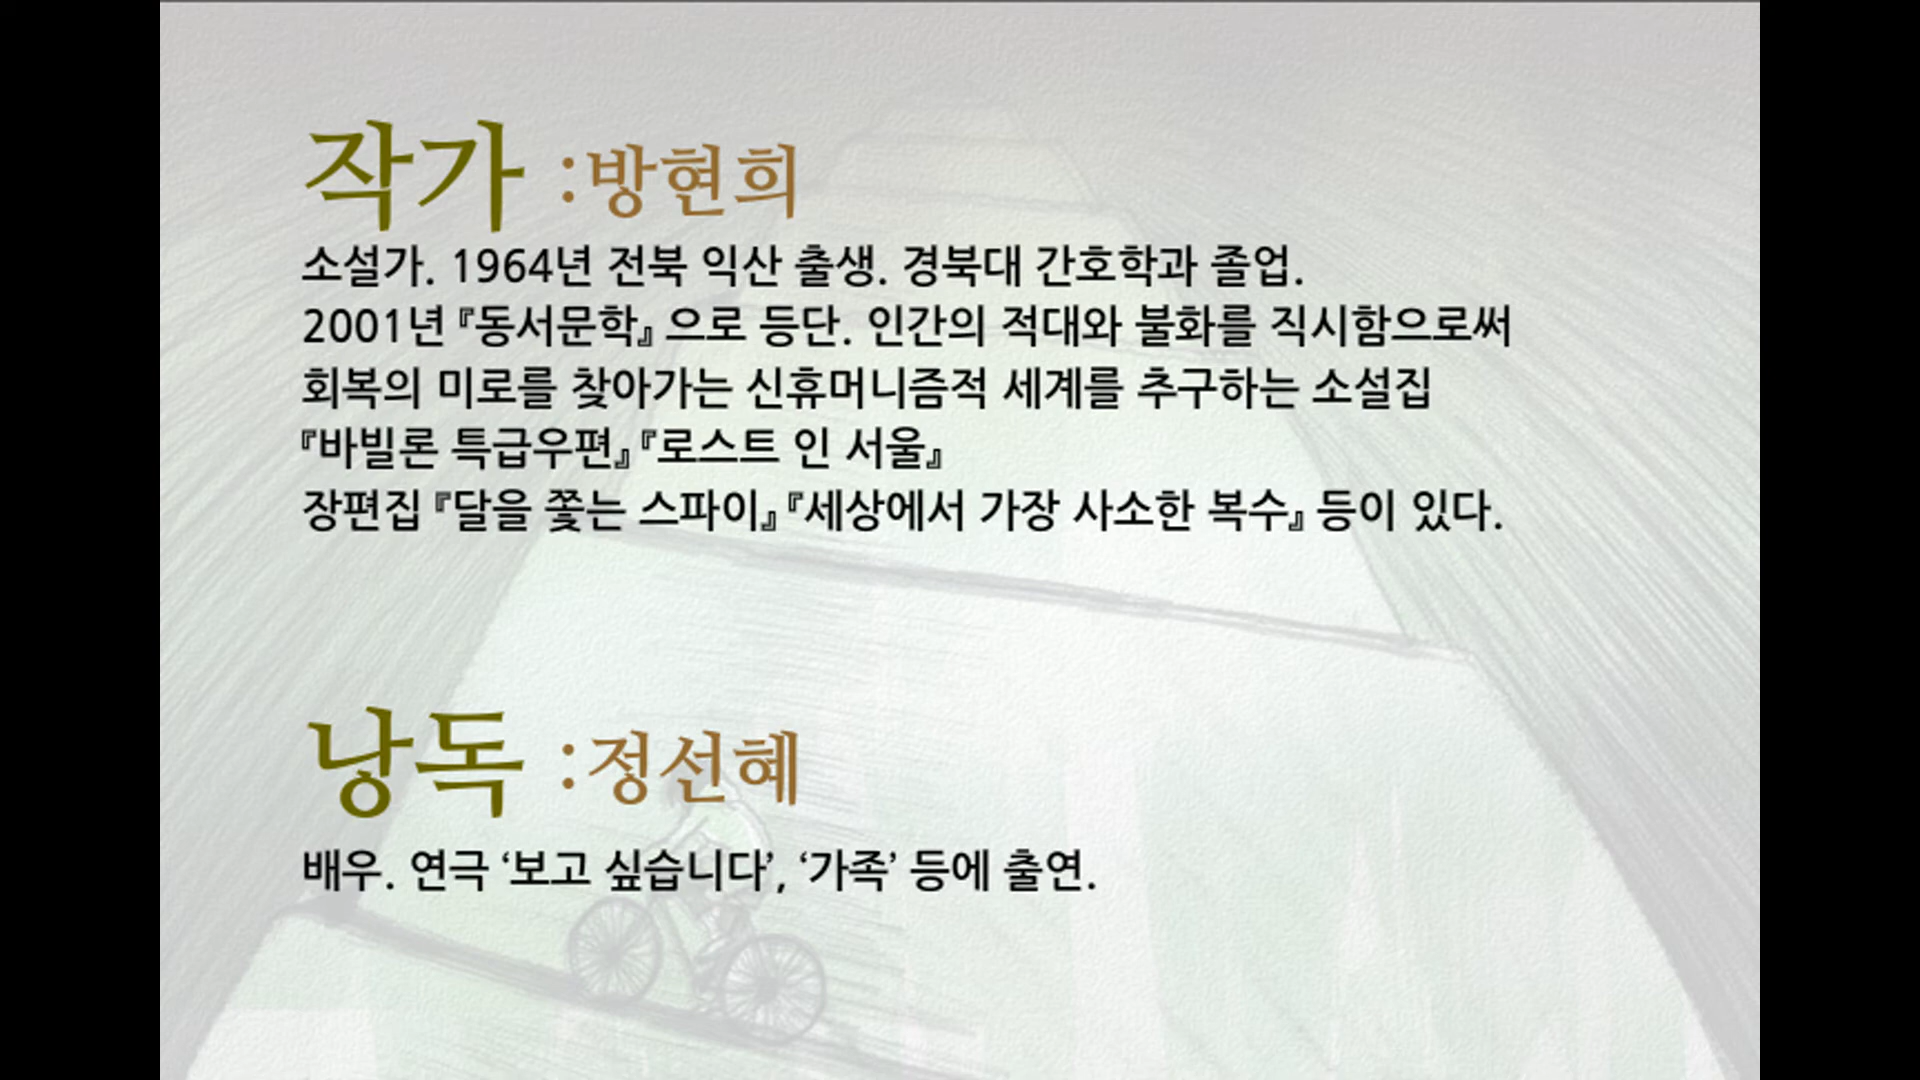 작가 :방현희
소설가. 1964년 전북 익산 출생. 경북대 간호학과 졸업.
2001년『동서문학』으로 등단. 인간의 적대와 불화를 직시함으로써
회복의 미로를 찾아가는 신휴머니즘적 세계를 추구하는 소설집
『바빌론 특급우편』『로스트 인 서울』
장편집『달을 쫓는 스파이』『세상에서 가장 사소한 복수』등이 있다.
낭독 :정선혜
배우. 연극 ‘보고 싶습니다’, ‘가족’ 등에 출연.